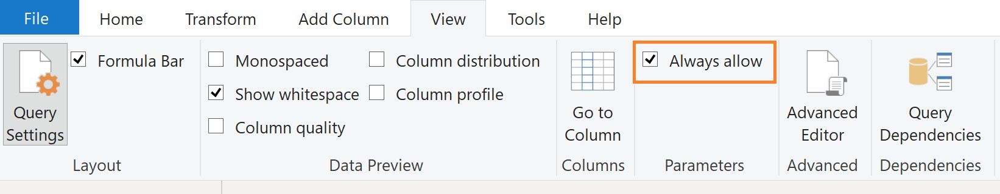 File Home Transform Add Column View Tools Help
Formula Bar Monospaced Column distribution Always allow
Show whitespace Column profile
Query Settings
Column quality
Go to Column
Advanced Editor
Query Dependencies
Layout Data Preview Columns Parameters Advanced Dependencies